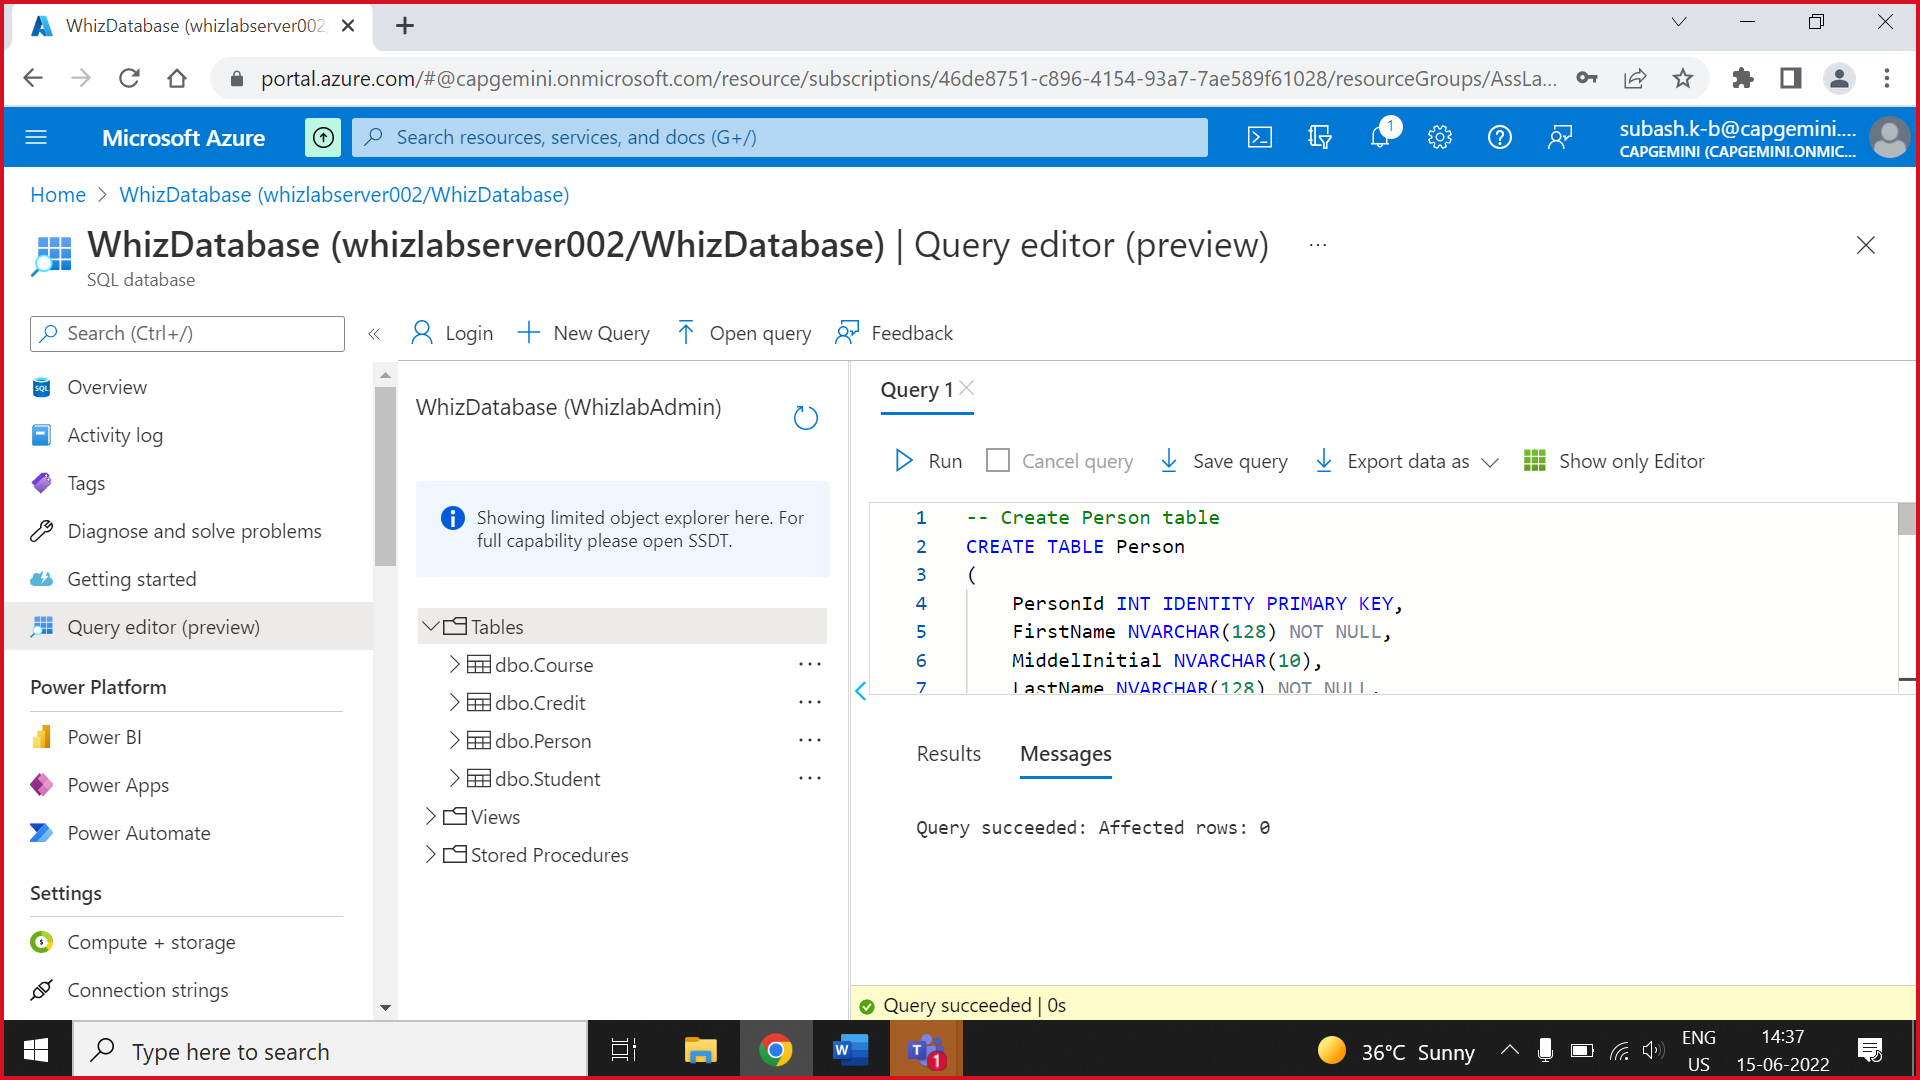 WhizDatabase (whizlabserver002
portal.azure.com/#@capgemini.onmicrosoft.com/resource/subscriptions/46de8751-c896-4154-93a7-7ae589f61028/resourceGroups/AssLa...
Microsoft Azure
Search resources, services, and docs (G+/)
1
subash.k-b@capgemini....
CAPGEMINI (CAPGEMINI.ONMIC...
Home > WhizDatabase (whizlabserver002/WhizDatabase)
WhizDatabase (whizlabserver002/WhizDatabase) | Query editor (preview) ...
SQL database
Search (Ctrl+/)
«
Login
New Query
Open query
Feedback
Overview
Activity log
Tags
Diagnose and solve problems
Getting started
Query editor (preview)
Power Platform
Power BI
Power Apps
Power Automate
Settings
Compute + storage
Connection strings
WhizDatabase (WhizlabAdmin)
Showing limited object explorer here. For
full capability please open SSDT.
Tables
dbo.Course ...
dbo.Credit ...
dbo.Person ...
dbo.Student ...
Views
Stored Procedures
Query 1
Run
Cancel query
Save query
Export data as
Show only Editor
1 -- Create Person table
2 CREATE TABLE Person
3 (
4 PersonId INT IDENTITY PRIMARY KEY,
5 FirstName NVARCHAR(128) NOT NULL,
6 MiddelInitial NVARCHAR(10),
7 LastName NVARCHAR(128) NOT NULL,
Results
Messages
Query succeeded: Affected rows: 0
Query succeeded | 0s
Type here to search
W
T
1
36°C Sunny
ENG
US
14:37
15-06-2022